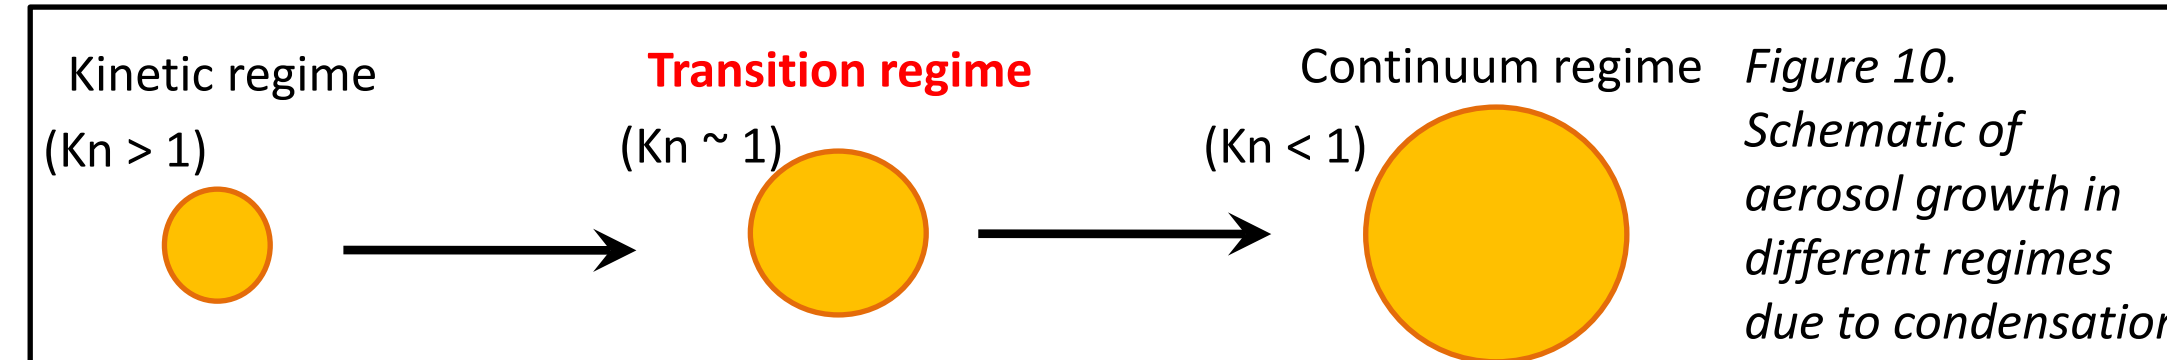 Kinetic regime
(Kn > 1)
Transition regime
(Kn ~ 1)
Continuum regime
(Kn < 1)
Figure 10.
Schematic of
aerosol growth in
different regimes
due to condensation